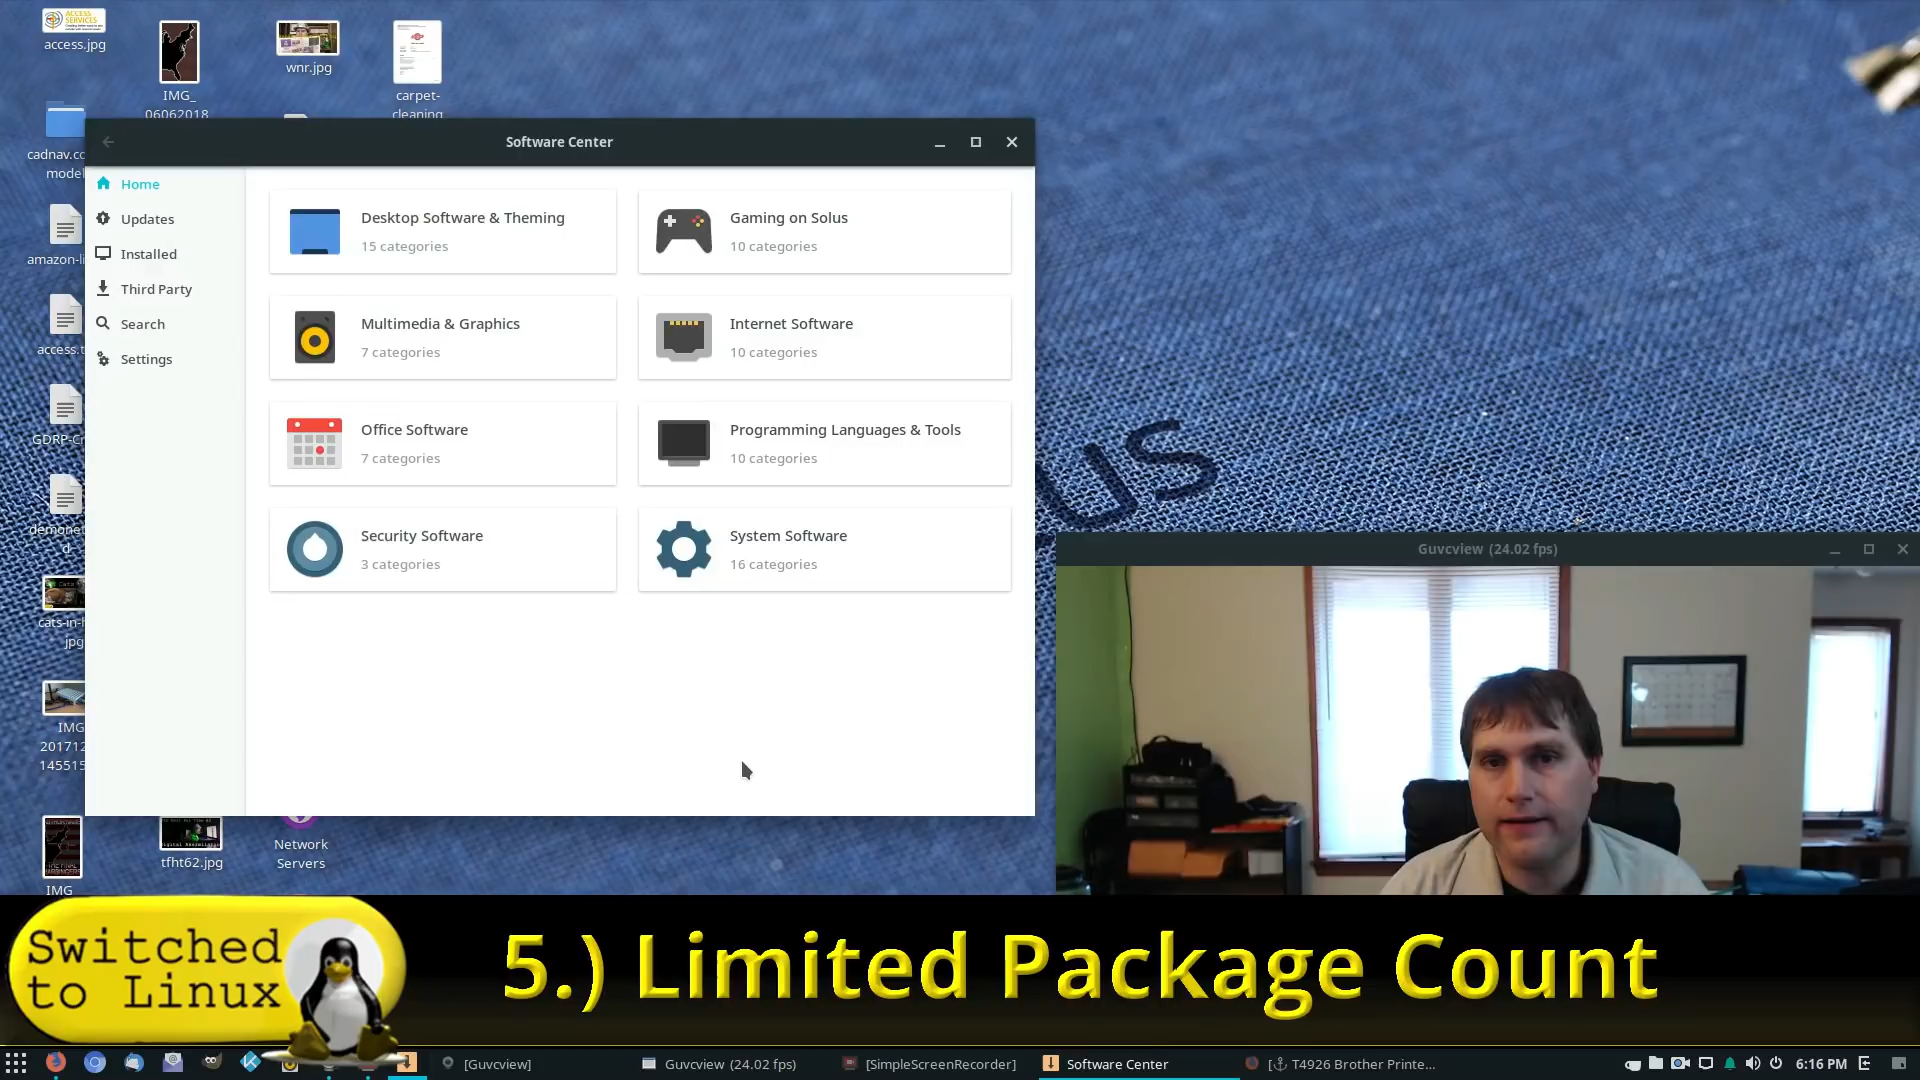 access.jpg
IMG_
06062018
wnr.jpg
carpet-
cleaning
cadnav.co
model
amazon-li
access.t
GDRP-Cr
demonet
d
cats-in-h
jpg
IMG
201712
145515
IMG
tfht62.jpg
Network
Servers
Software Center
Home
Updates
Installed
Third Party
Search
Settings
Desktop Software & Theming
15 categories
Gaming on Solus
10 categories
Multimedia & Graphics
7 categories
Internet Software
10 categories
Office Software
7 categories
Programming Languages & Tools
10 categories
Security Software
3 categories
System Software
16 categories
us
Guvcview (24.02 fps)
Switched
to Linux
5.) Limited Package Count
[Guvcview]
Guvcview (24.02 fps)
[SimpleScreenRecorder]
Software Center
T4926 Brother Printe...
6:16 PM